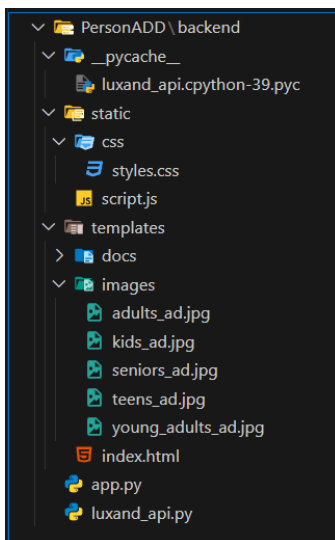 PersonADD\backend
__pycache__
luxand_api.cpython-39.pyc
static
css
styles.css
JS script.js
templates
docs
images
adults_ad.jpg
kids_ad.jpg
seniors_ad.jpg
teens_ad.jpg
young_adults_ad.jpg
index.html
app.py
luxand_api.py